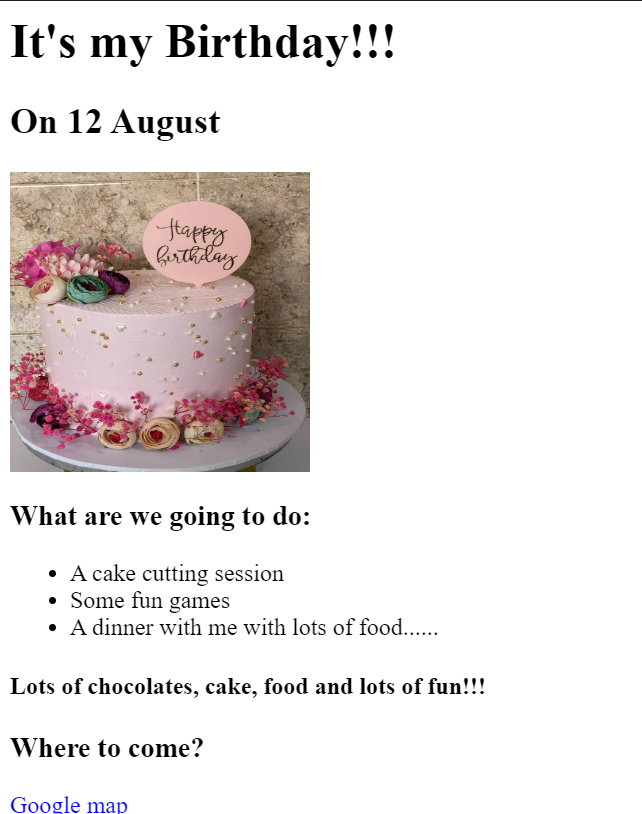 It's my Birthday!!!
On 12 August
Happy
birthday
What are we going to do:
A cake cutting session
Some fun games
A dinner with me with lots of food......
Lots of chocolates, cake, food and lots of fun!!!
Where to come?
Google map